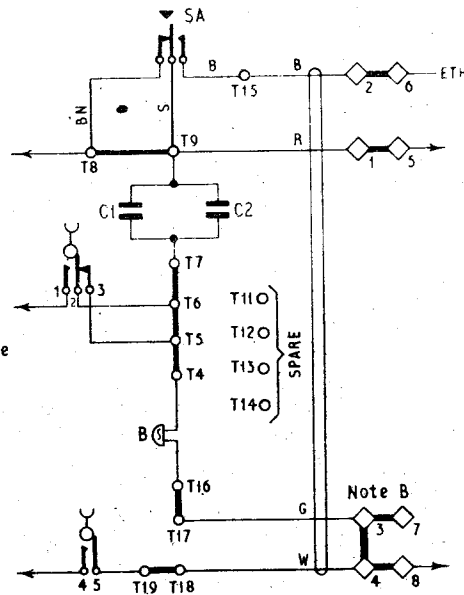 SA
B
B
T15
2
6
ETH
BN
S
T8
T9
R
1
5
C1
C2
T7
1
2
3
T6
T11
e
T5
T12
SPARE
T4
T13
T14
B
S
T16
Note B
G
3
7
T17
4
5
T19
T18
W
4
8